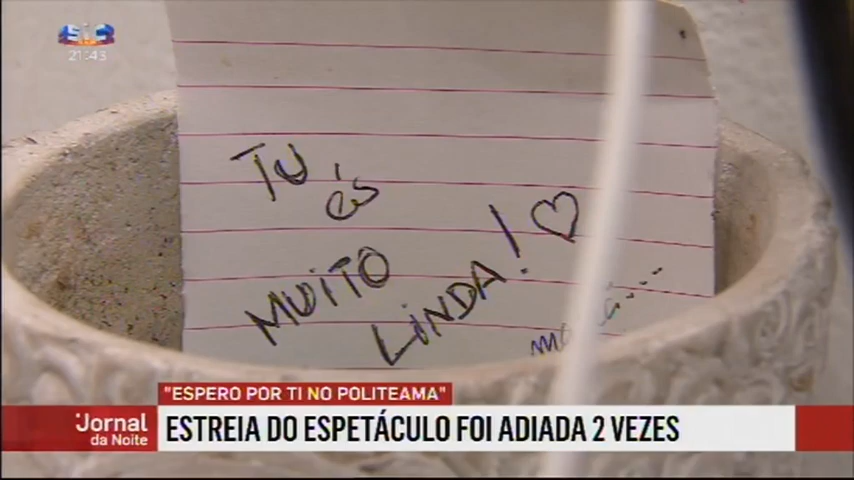 SiC
21:43
TU és
MUITO
LINDA! ♡
"ESPERO POR TI NO POLITEAMA"
Jornal
da Noite
ESTREIA DO ESPETÁCULO FOI ADIADA 2 VEZES